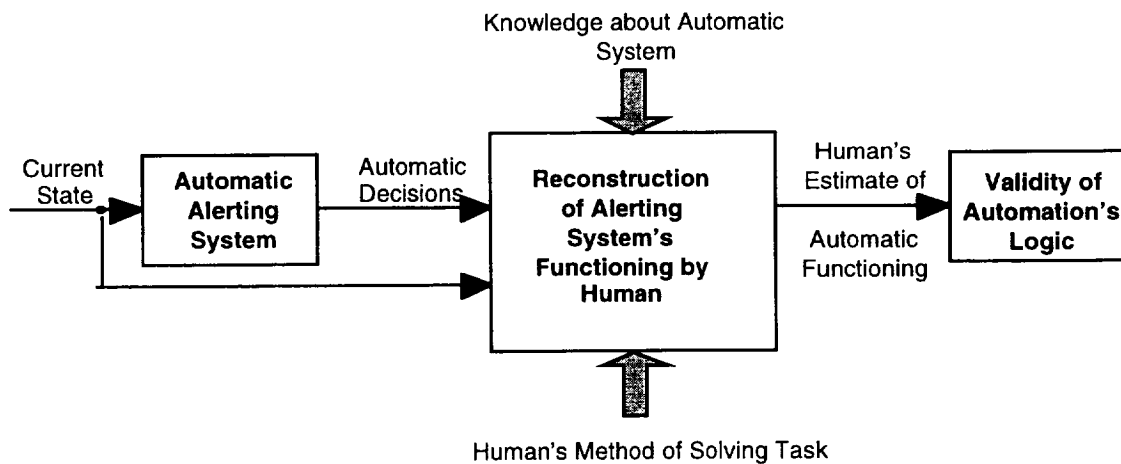 Knowledge about Automatic
System
Current
State
Automatic
Alerting
System
Automatic
Decisions
Reconstruction
of Alerting
System's
Functioning by
Human
Human's
Estimate of
Automatic
Functioning
Validity of
Automation's
Logic
Human's Method of Solving Task